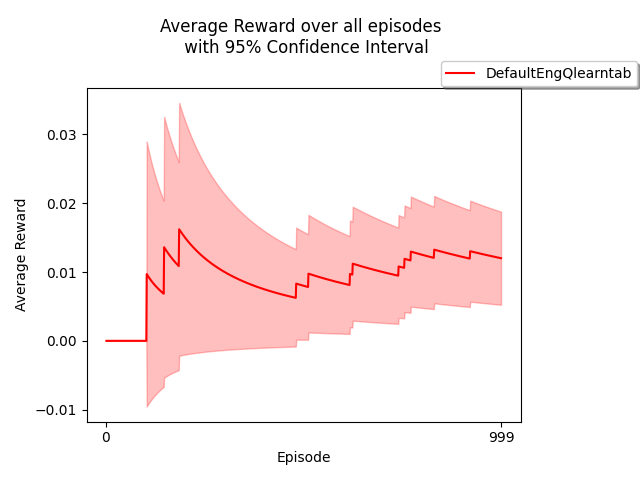 Average Reward over all episodes
with 95% Confidence Interval
DefaultEngQlearntab
0.03
0.02
0.01
0.00
−0.01
Average Reward
0
999
Episode